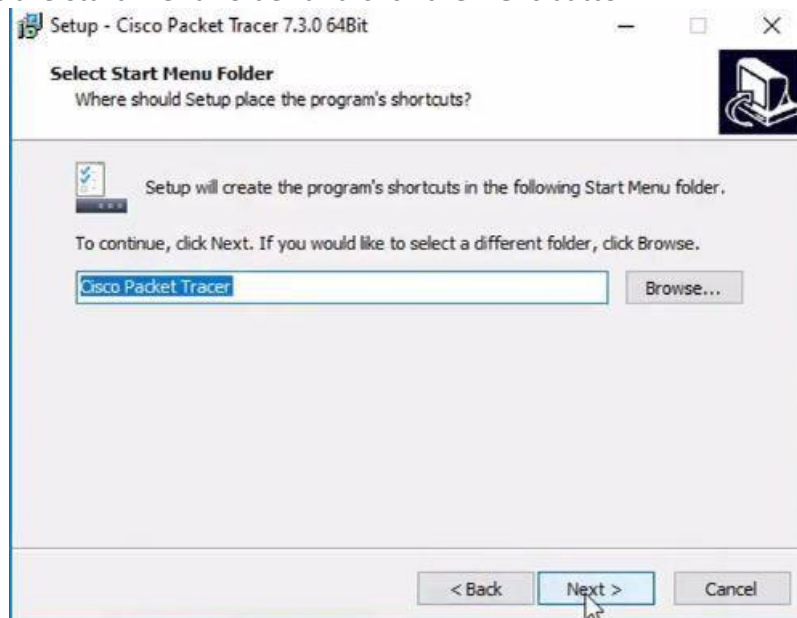 Setup - Cisco Packet Tracer 7.3.0 64Bit
Select Start Menu Folder
Where should Setup place the program's shortcuts?
Setup will create the program's shortcuts in the following Start Menu folder.
To continue, click Next. If you would like to select a different folder, click Browse.
Cisco Packet Tracer
Browse...
< Back
Next >
Cancel